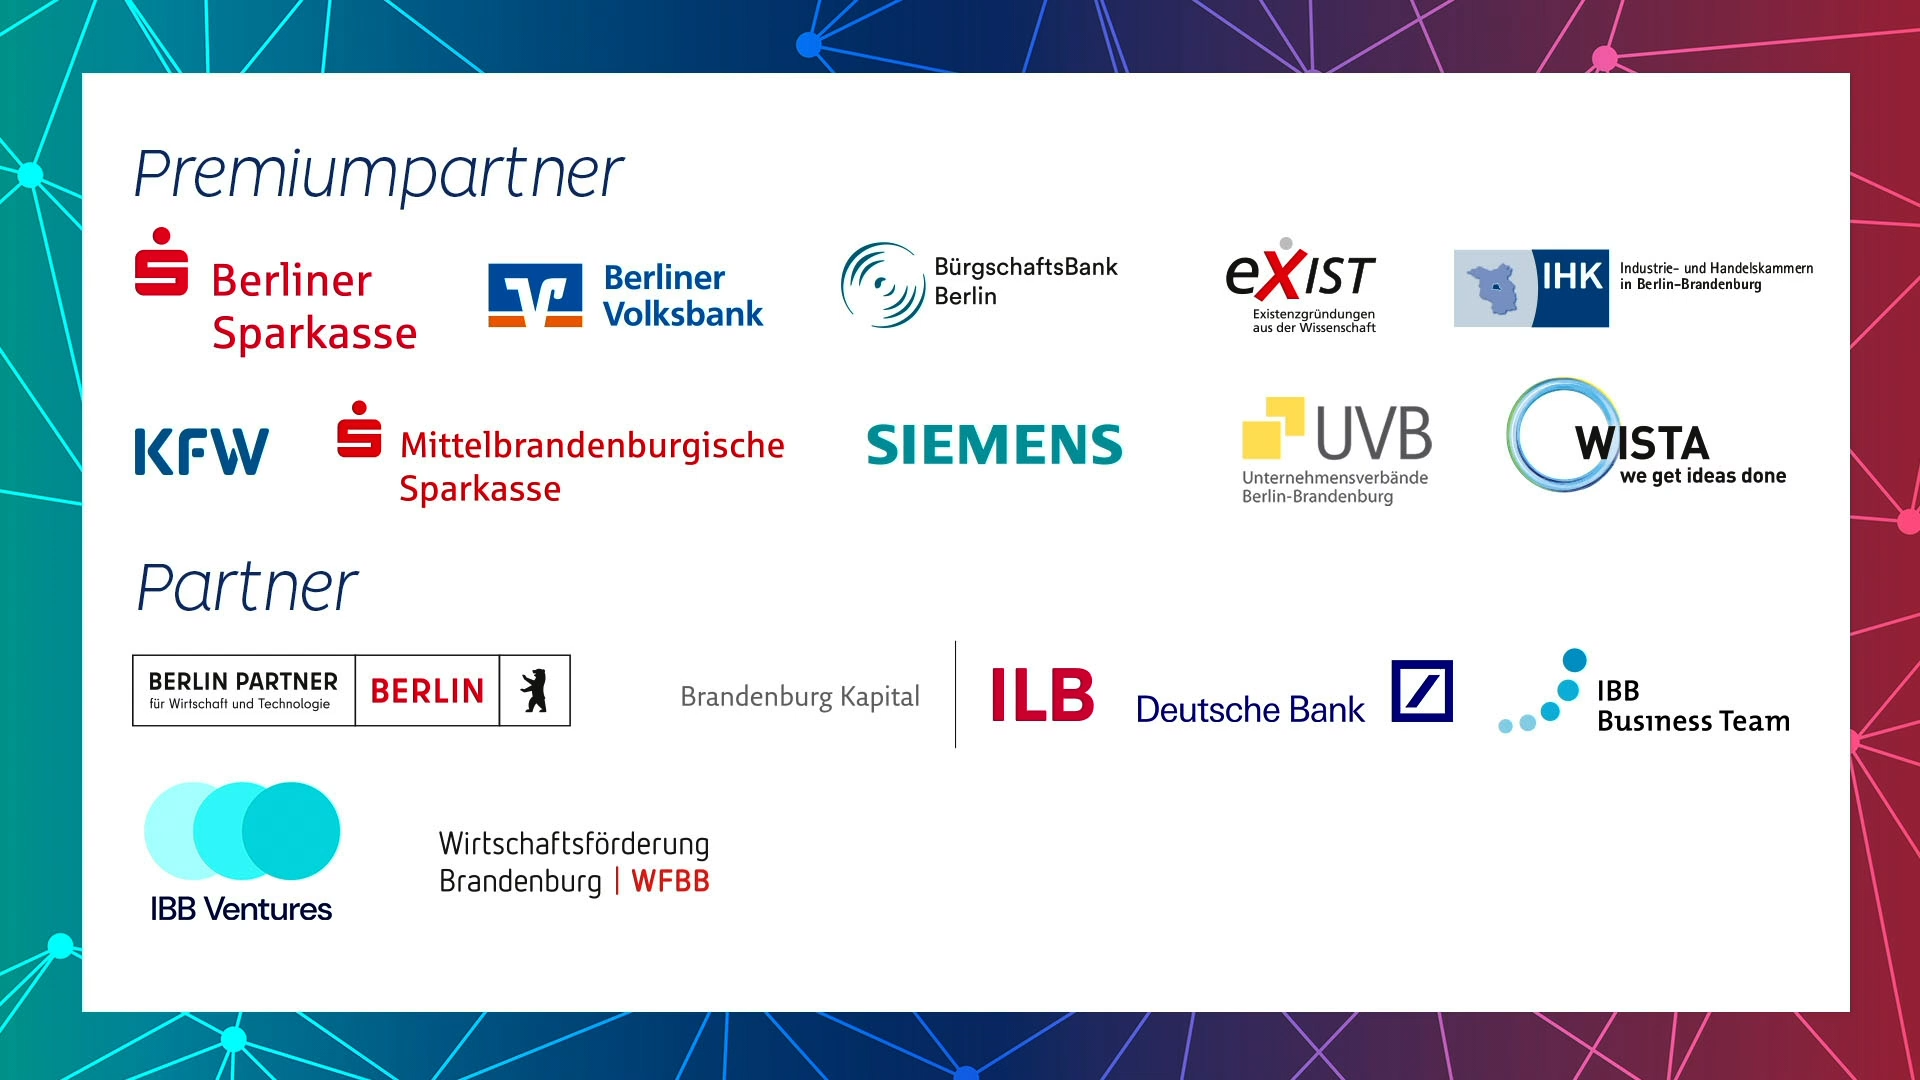 Premiumpartner
Berliner
Sparkasse
Berliner
Volksbank
BürgschaftsBank
Berlin
eXIST
Existenzgründungen
aus der Wissenschaft
IHK
Industrie- und Handelskammern
in Berlin-Brandenburg
KFW
Mittelbrandenburgische
Sparkasse
SIEMENS
UVB
Unternehmensverbände
Berlin-Brandenburg
WISTA
we get ideas done
Partner
BERLIN PARTNER
für Wirtschaft und Technologie
BERLIN
Brandenburg Kapital
ILB
Deutsche Bank
IBB
Business Team
IBB Ventures
Wirtschaftsförderung
Brandenburg | WFBB